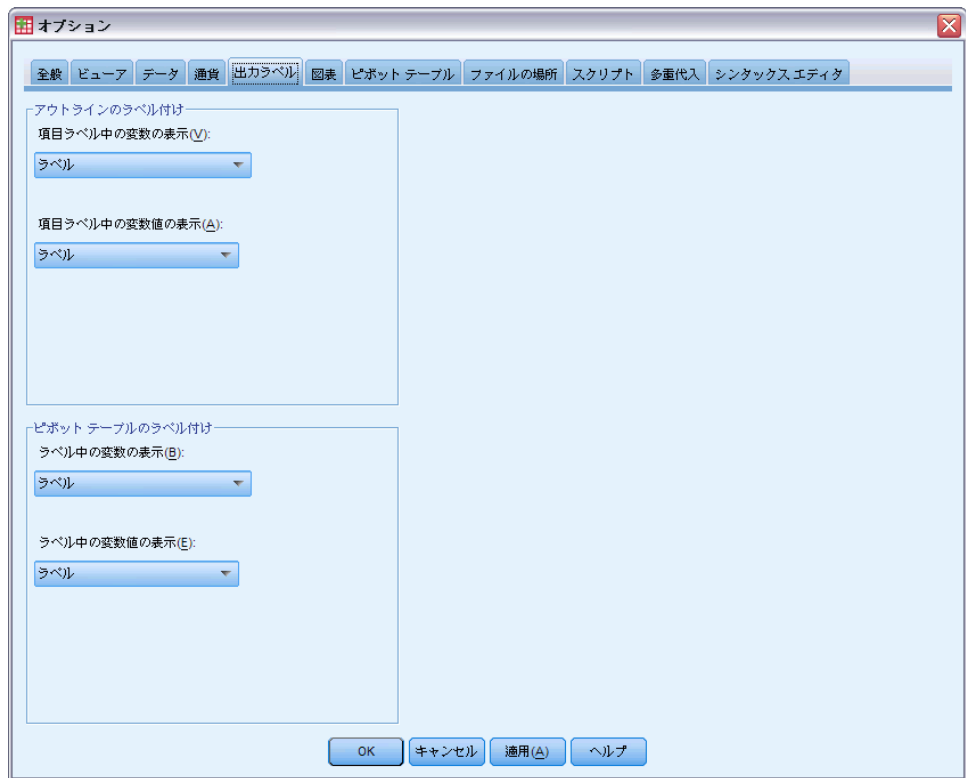 オプション
全般 ビューア データ 通貨 出力ラベル 図表 ピボット テーブル ファイルの場所 スクリプト 多重代入 シンタックス エディタ
アウトラインのラベル付け
項目ラベル中の変数の表示(V):
ラベル
項目ラベル中の変数値の表示(A):
ラベル
ピボット テーブルのラベル付け
ラベル中の変数の表示(B):
ラベル
ラベル中の変数値の表示(E):
ラベル
OK キャンセル 適用(A) ヘルプ